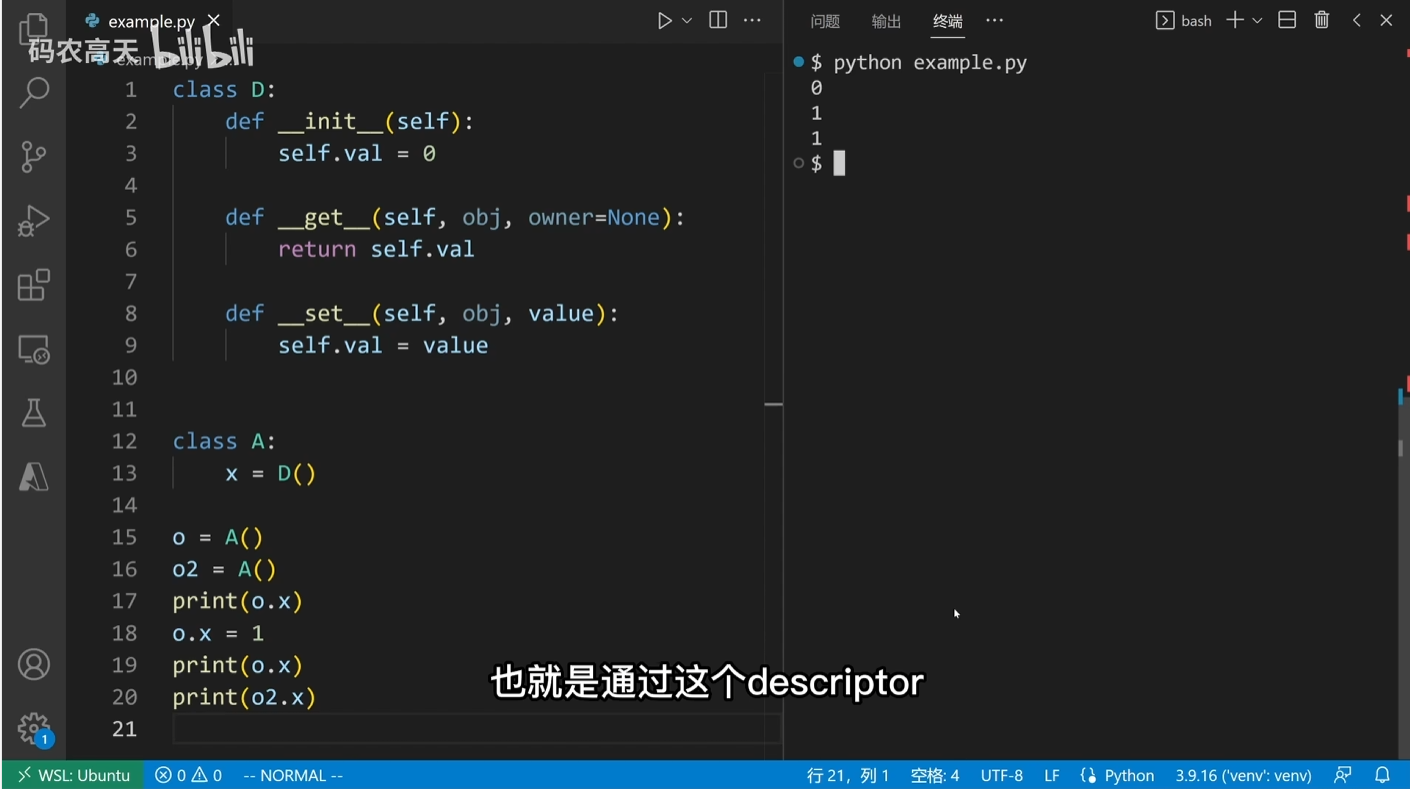 example.py
码农高天 bilibili
example.py
1 class D:
2     def __init__(self):
3         self.val = 0
4
5     def __get__(self, obj, owner=None):
6         return self.val
7
8     def __set__(self, obj, value):
9         self.val = value
10
11
12 class A:
13     x = D()
14
15 o = A()
16 o2 = A()
17 print(o.x)
18 o.x = 1
19 print(o.x)
20 print(o2.x)
21
问题 输出 终端 ··· bash
$ python example.py
0
1
1
$
也就是通过这个descriptor
1
WSL: Ubuntu 0 0 -- NORMAL -- 行 21，列 1 空格: 4 UTF-8 LF Python 3.9.16 ('venv': venv)